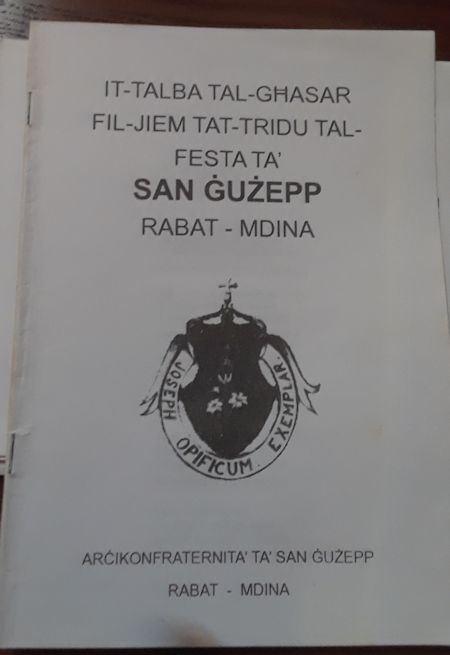 IT-TALBA TAL-GĦASAR
FIL-JIEM TAT-TRIDU TAL-
FESTA TA'
SAN ĠUŻEPP
RABAT - MDINA
JOSEPH OPIFICUM EXEMPLAR.
ARĊIKONFRATERNITA' TA' SAN ĠUŻEPP
RABAT - MDINA